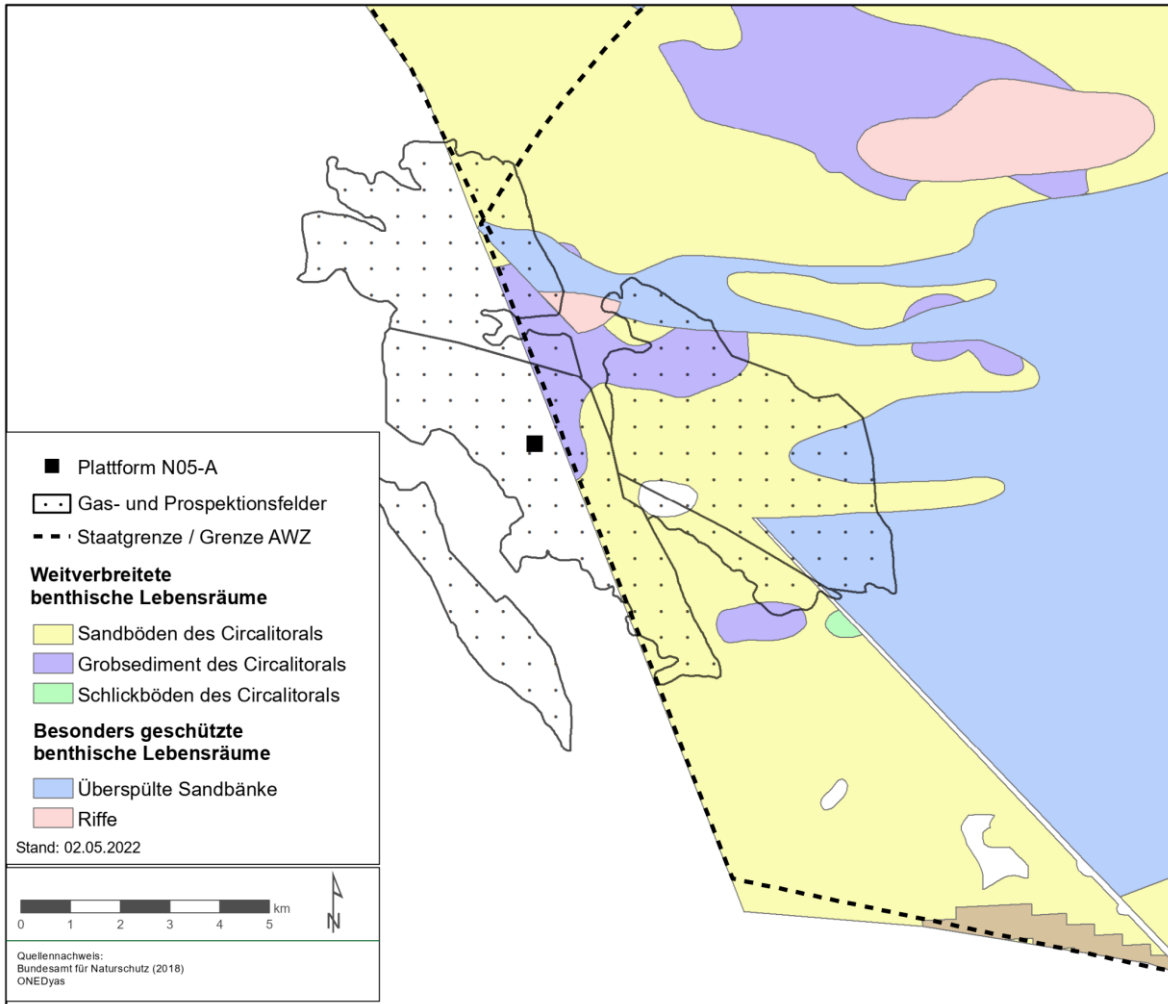 Plattform N05-A
Gas- und Prospektionsfelder
Staatgrenze / Grenze AWZ
Weitverbreitete
benthische Lebensräume
Sandböden des Circalitorals
Grobsediment des Circalitorals
Schlickböden des Circalitorals
Besonders geschützte
benthische Lebensräume
Überspülte Sandbänke
Riffe
Stand: 02.05.2022
km
0 1 2 3 4 5
N
Quellennachweis:
Bundesamt für Naturschutz (2018)
ONEDyas